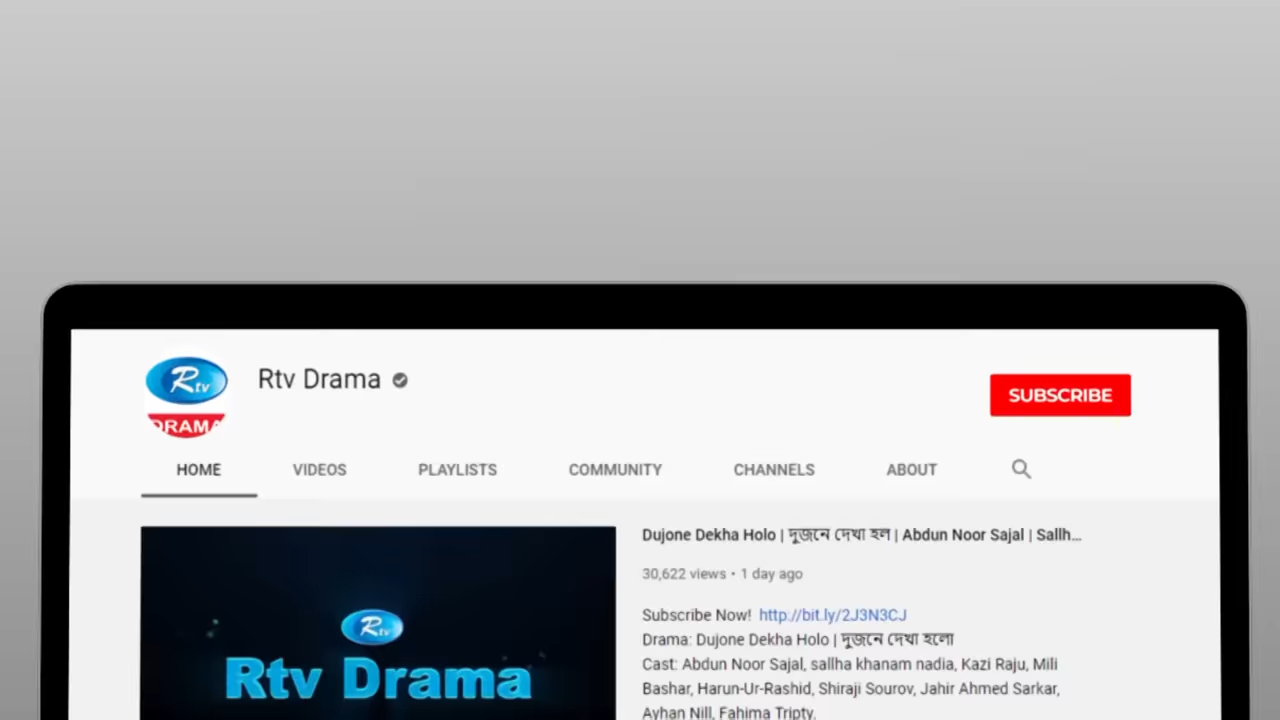 Rtv
DRAMA
Rtv Drama
SUBSCRIBE
HOME VIDEOS PLAYLISTS COMMUNITY CHANNELS ABOUT
Rtv
Rtv Drama
Dujone Dekha Holo | দুজনে দেখা হল | Abdun Noor Sajal | Sallh...
30,622 views • 1 day ago
Subscribe Now! http://bit.ly/2J3N3CJ
Drama: Dujone Dekha Holo | দুজনে দেখা হলো
Cast: Abdun Noor Sajal, sallha khanam nadia, Kazi Raju, Mili
Bashar, Harun-Ur-Rashid, Shiraji Sourov, Jahir Ahmed Sarkar,
Ayhan Nill, Fahima Tripty,